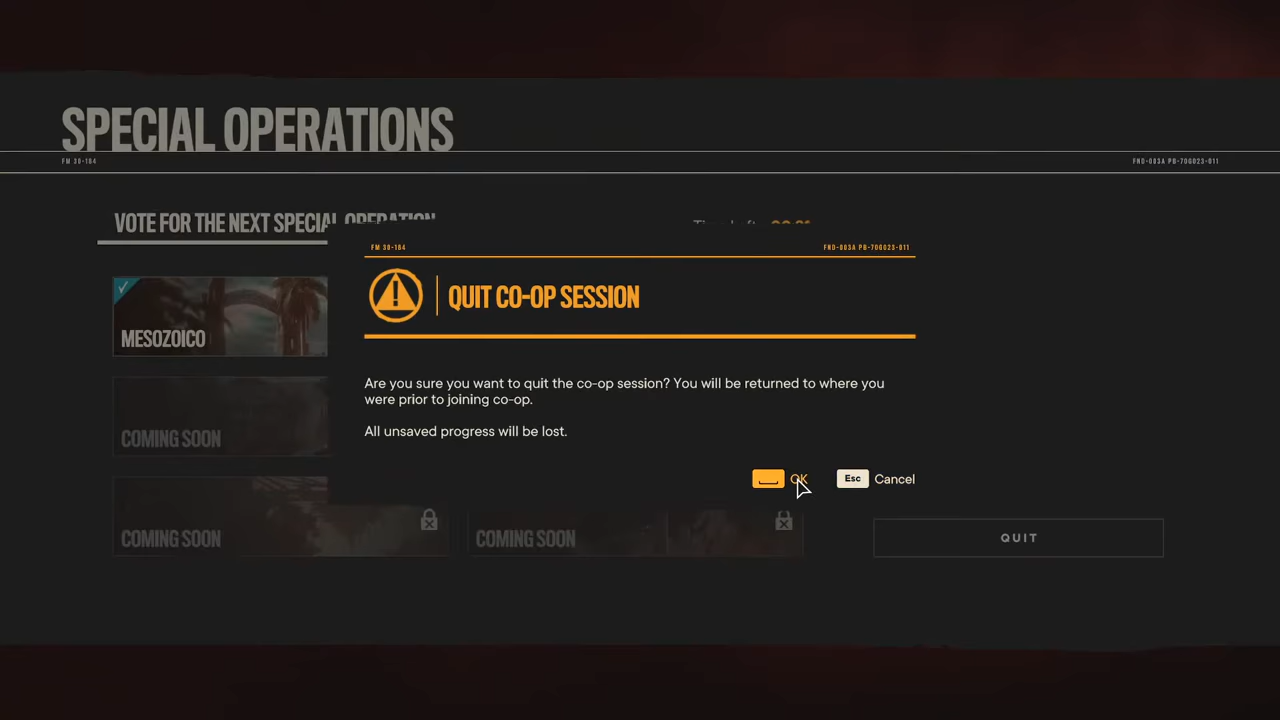 SPECIAL OPERATIONS
FM 30-184
FND-003A PB-700023-011
VOTE FOR THE NEXT SPECIAL OPERATION
FM 30-184
FND-003A PB-700023-011
QUIT CO-OP SESSION
MESOZOICO
Are you sure you want to quit the co-op session? You will be returned to where you
were prior to joining co-op.
COMING SOON
All unsaved progress will be lost.
OK
Esc Cancel
COMING SOON
COMING SOON
QUIT